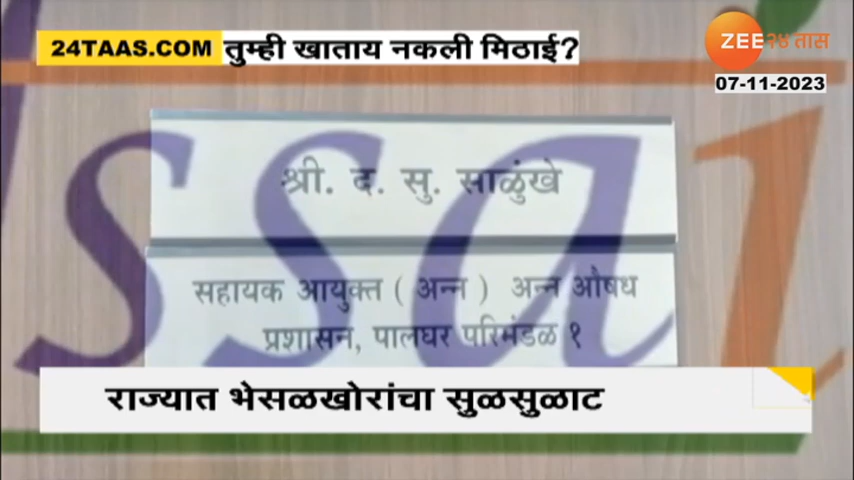 24TAAS.COM तुम्ही खाताय नकली मिठाई?
ZEE २४ तास
07-11-2023
ssai
श्री. द. सु. साळुंखे
सहायक आयुक्त ( अन्न ) अन्न औषध
प्रशासन, पालघर परिमंडळ १
राज्यात भेसळखोरांचा सुळसुळाट